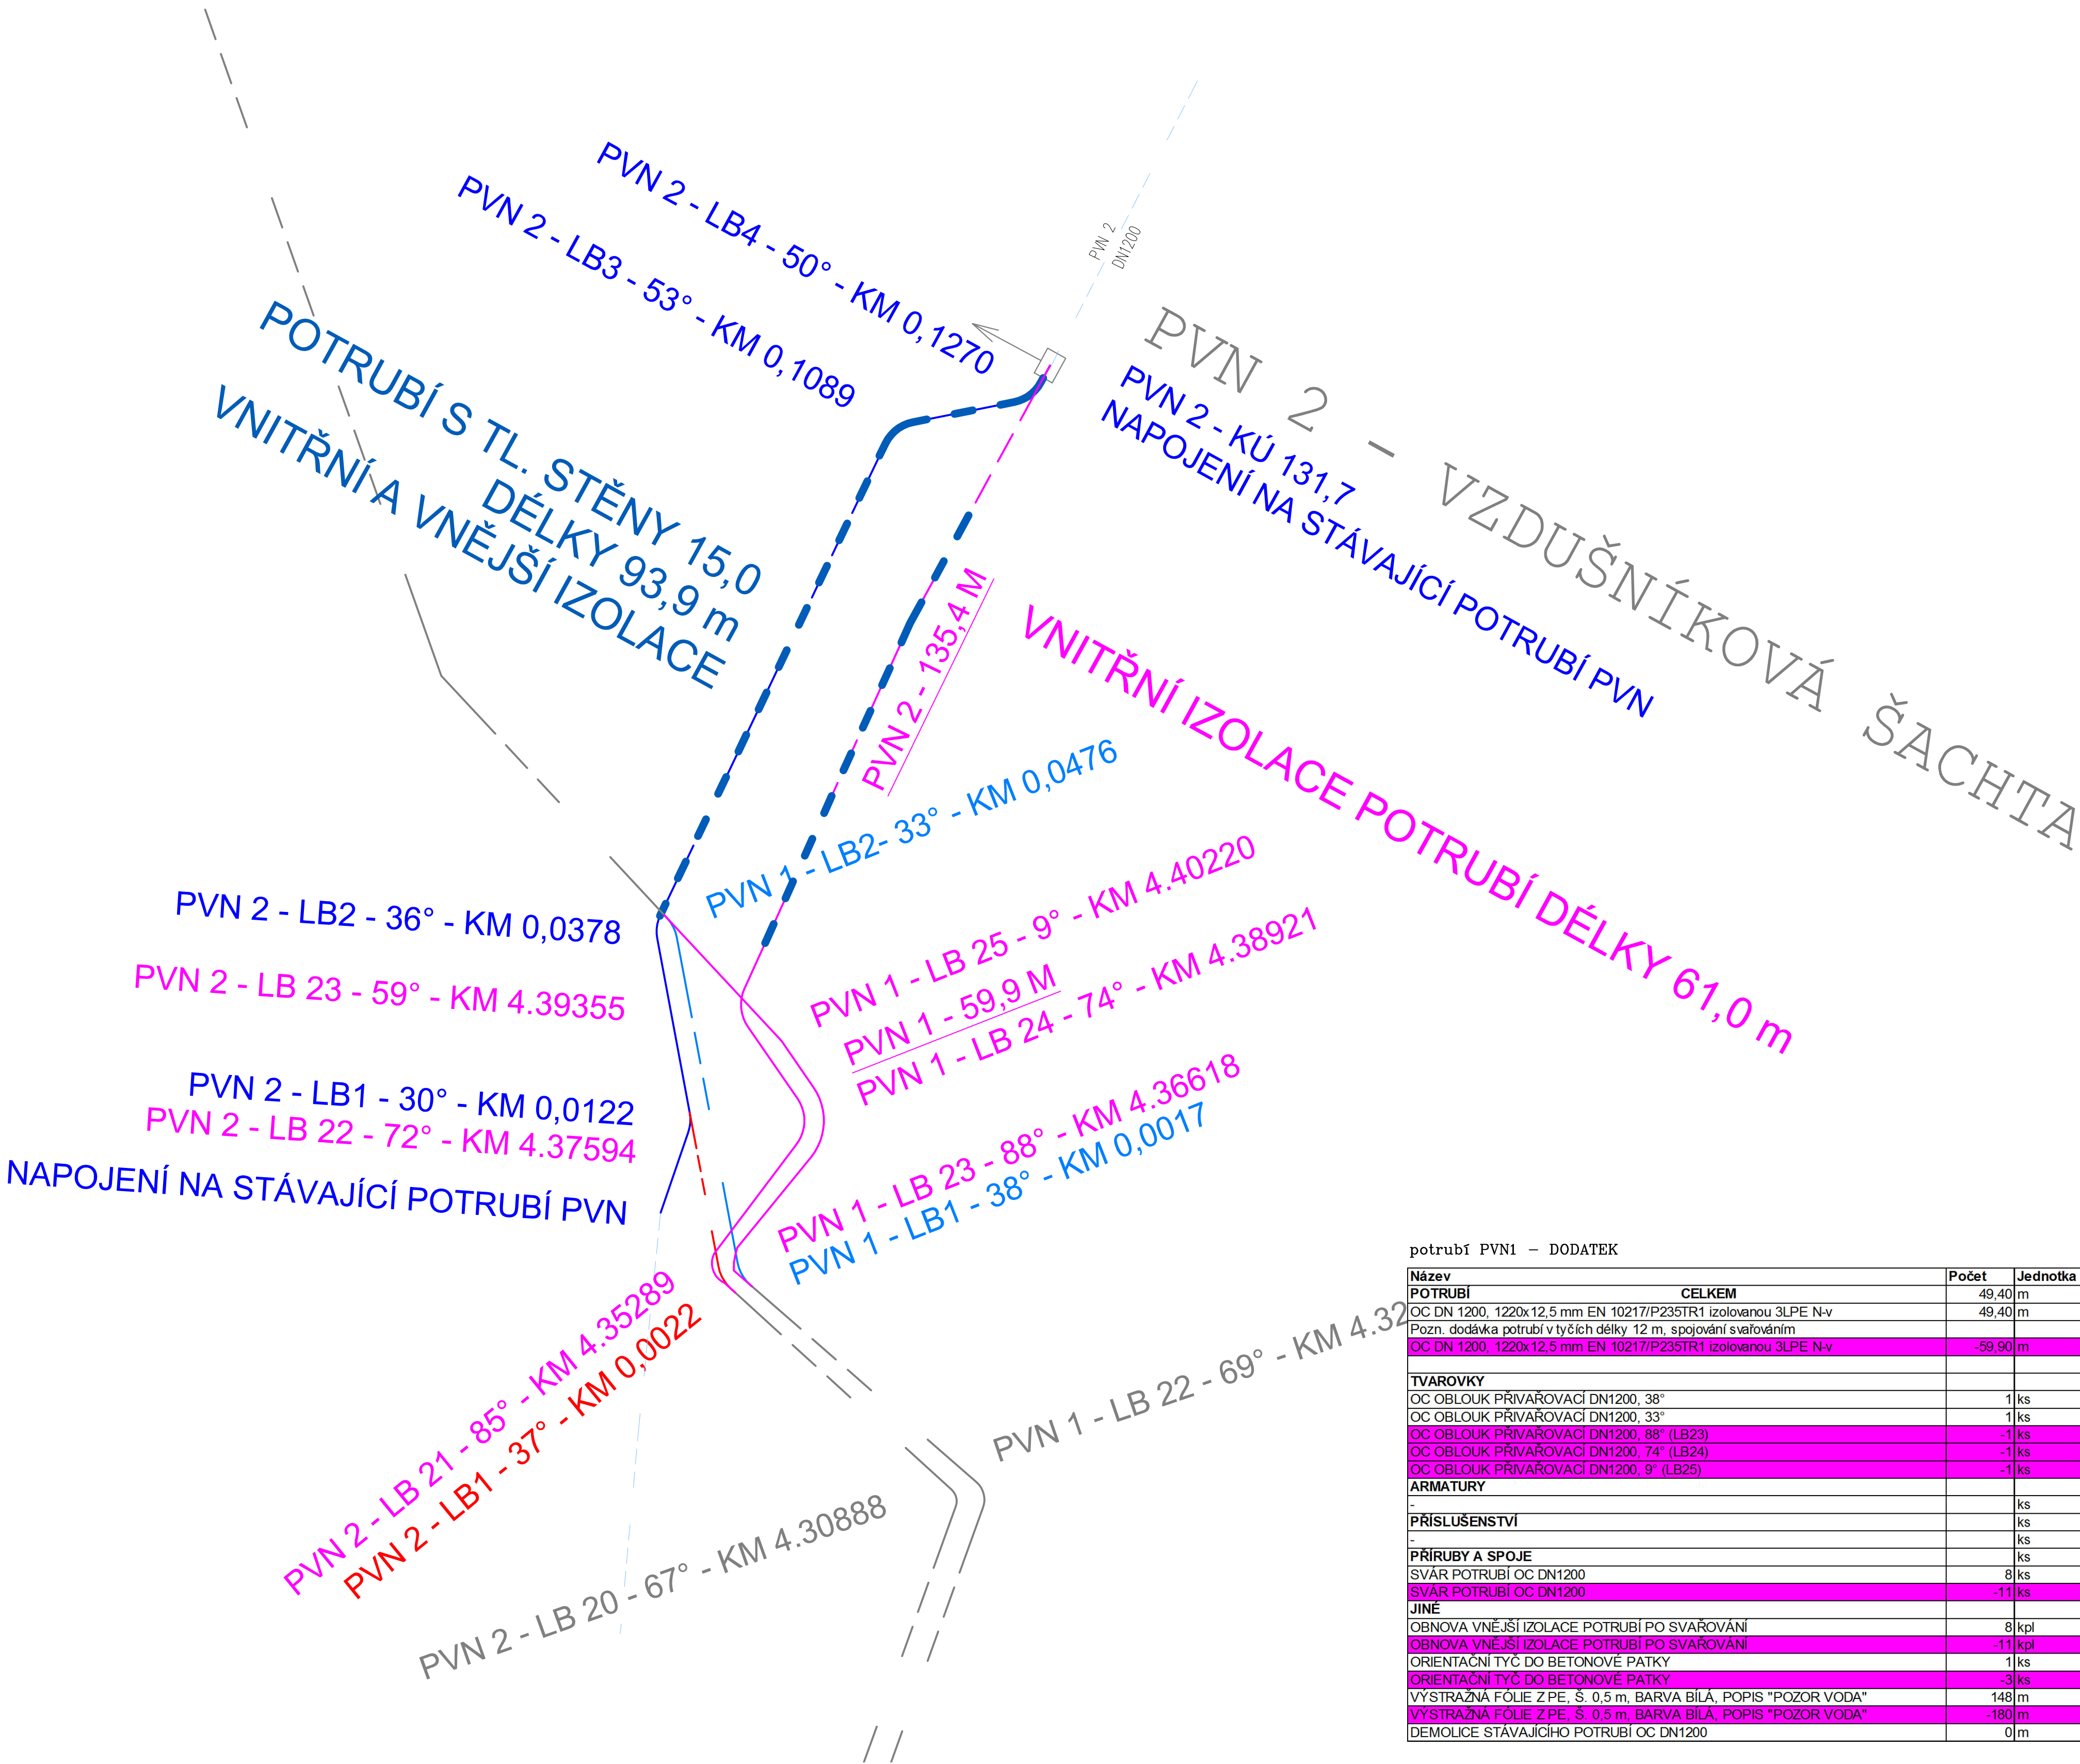 PVN 2 - LB4 - 50° - KM 0,1270
PVN 2 - LB3 - 53° - KM 0,1089
PVN 2
DN1200
POTRUBÍ S TL. STĚNY 15,0
DÉLKY 93,9 m
VNITŘNÍ A VNĚJŠÍ IZOLACE
PVN 2 - VZDUŠNÍKOVÁ ŠACHTA
PVN 2 - KÚ 131,7
NAPOJENÍ NA STÁVAJÍCÍ POTRUBÍ PVN
PVN 2 - 135,4 M
VNITŘNÍ IZOLACE POTRUBÍ DÉLKY 61,0 m
PVN 1 - LB2- 33° - KM 0,0476
PVN 2 - LB2 - 36° - KM 0,0378
PVN 2 - LB 23 - 59° - KM 4.39355
PVN 1 - LB 25 - 9° - KM 4.40220
PVN 1 - 59,9 M
PVN 1 - LB 24 - 74° - KM 4.38921
PVN 2 - LB1 - 30° - KM 0,0122
PVN 2 - LB 22 - 72° - KM 4.37594
NAPOJENÍ NA STÁVAJÍCÍ POTRUBÍ PVN
PVN 1 - LB 23 - 88° - KM 4.36618
PVN 1 - LB1 - 38° - KM 0,0017
PVN 2 - LB 21 - 85° - KM 4.35289
PVN 2 - LB1 - 37° - KM 0,0022
PVN 1 - LB 22 - 69° - KM 4.32
PVN 2 - LB 20 - 67° - KM 4.30888
potrubí PVN1 – DODATEK
Název Počet Jednotka
POTRUBÍ CELKEM 49,40 m
OC DN 1200, 1220x12,5 mm EN 10217/P235TR1 izolovanou 3LPE N-v 49,40 m
Pozn. dodávka potrubí v tyčích délky 12 m, spojování svařováním
OC DN 1200, 1220x12,5 mm EN 10217/P235TR1 izolovanou 3LPE N-v -59,90 m
TVAROVKY
OC OBLOUK PŘIVAŘOVACÍ DN1200, 38° 1 ks
OC OBLOUK PŘIVAŘOVACÍ DN1200, 33° 1 ks
OC OBLOUK PŘIVAŘOVACÍ DN1200, 88° (LB23) -1 ks
OC OBLOUK PŘIVAŘOVACÍ DN1200, 74° (LB24) -1 ks
OC OBLOUK PŘIVAŘOVACÍ DN1200, 9° (LB25) -1 ks
ARMATURY
- ks
PŘÍSLUŠENSTVÍ ks
- ks
PŘÍRUBY A SPOJE ks
SVÁR POTRUBÍ OC DN1200 8 ks
SVÁR POTRUBÍ OC DN1200 -11 ks
JINÉ
OBNOVA VNĚJŠÍ IZOLACE POTRUBÍ PO SVAŘOVÁNÍ 8 kpl
OBNOVA VNĚJŠÍ IZOLACE POTRUBÍ PO SVAŘOVÁNÍ -11 kpl
ORIENTAČNÍ TYČ DO BETONOVÉ PATKY 1 ks
ORIENTAČNÍ TYČ DO BETONOVÉ PATKY -3 ks
VÝSTRAŽNÁ FÓLIE Z PE, Š. 0,5 m, BARVA BÍLÁ, POPIS "POZOR VODA" 148 m
VÝSTRAŽNÁ FÓLIE Z PE, Š. 0,5 m, BARVA BÍLÁ, POPIS "POZOR VODA" -180 m
DEMOLICE STÁVAJÍCÍHO POTRUBÍ OC DN1200 0 m